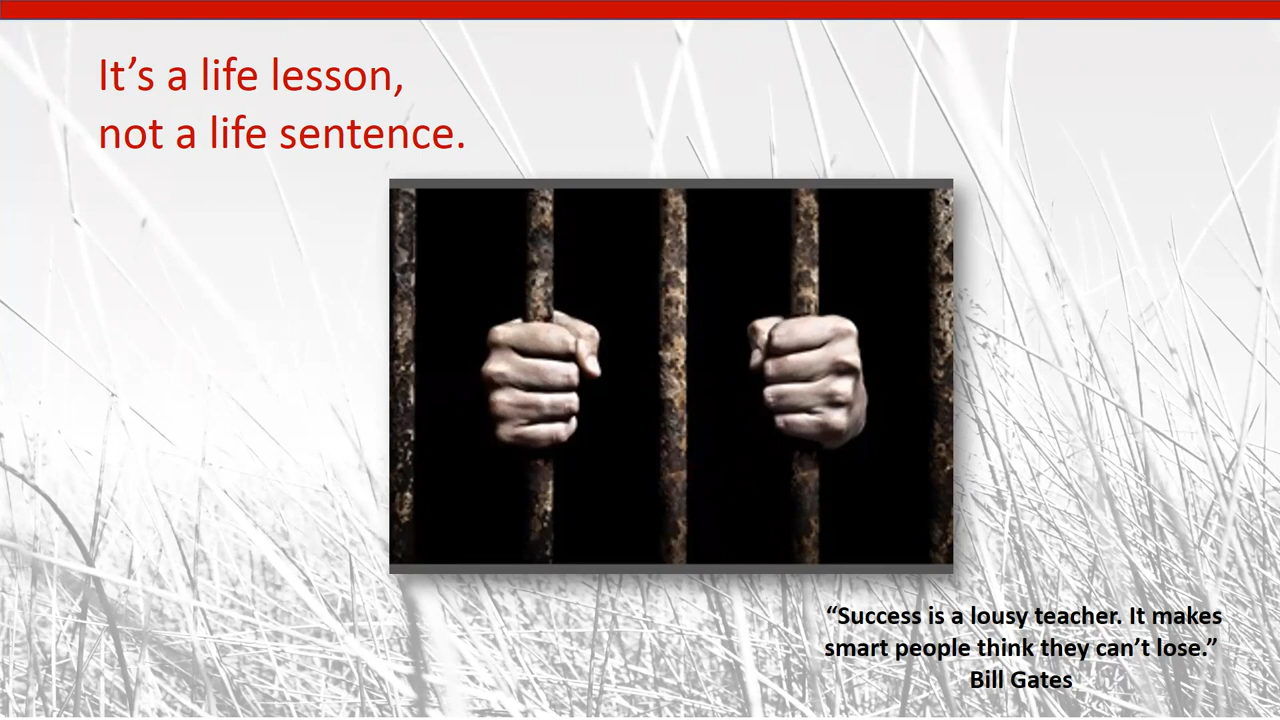 It’s a life lesson,
not a life sentence.
“Success is a lousy teacher. It makes
smart people think they can’t lose.”
Bill Gates